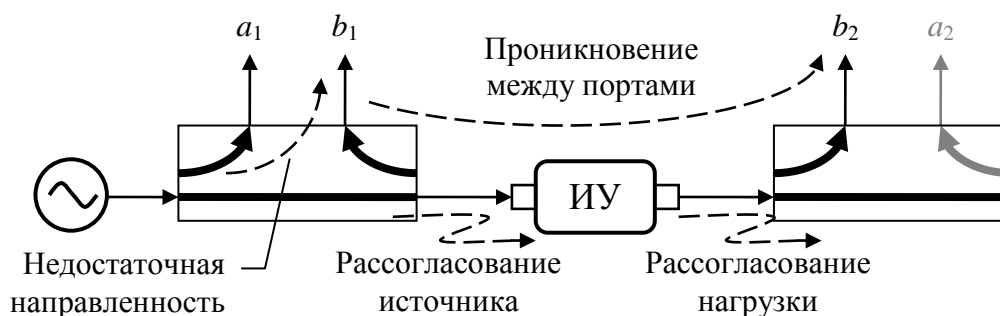 a₁
b₁
b₂
a₂
Проникновение
между портами
ИУ
Недостаточная
направленность
Рассогласование
источника
Рассогласование
нагрузки